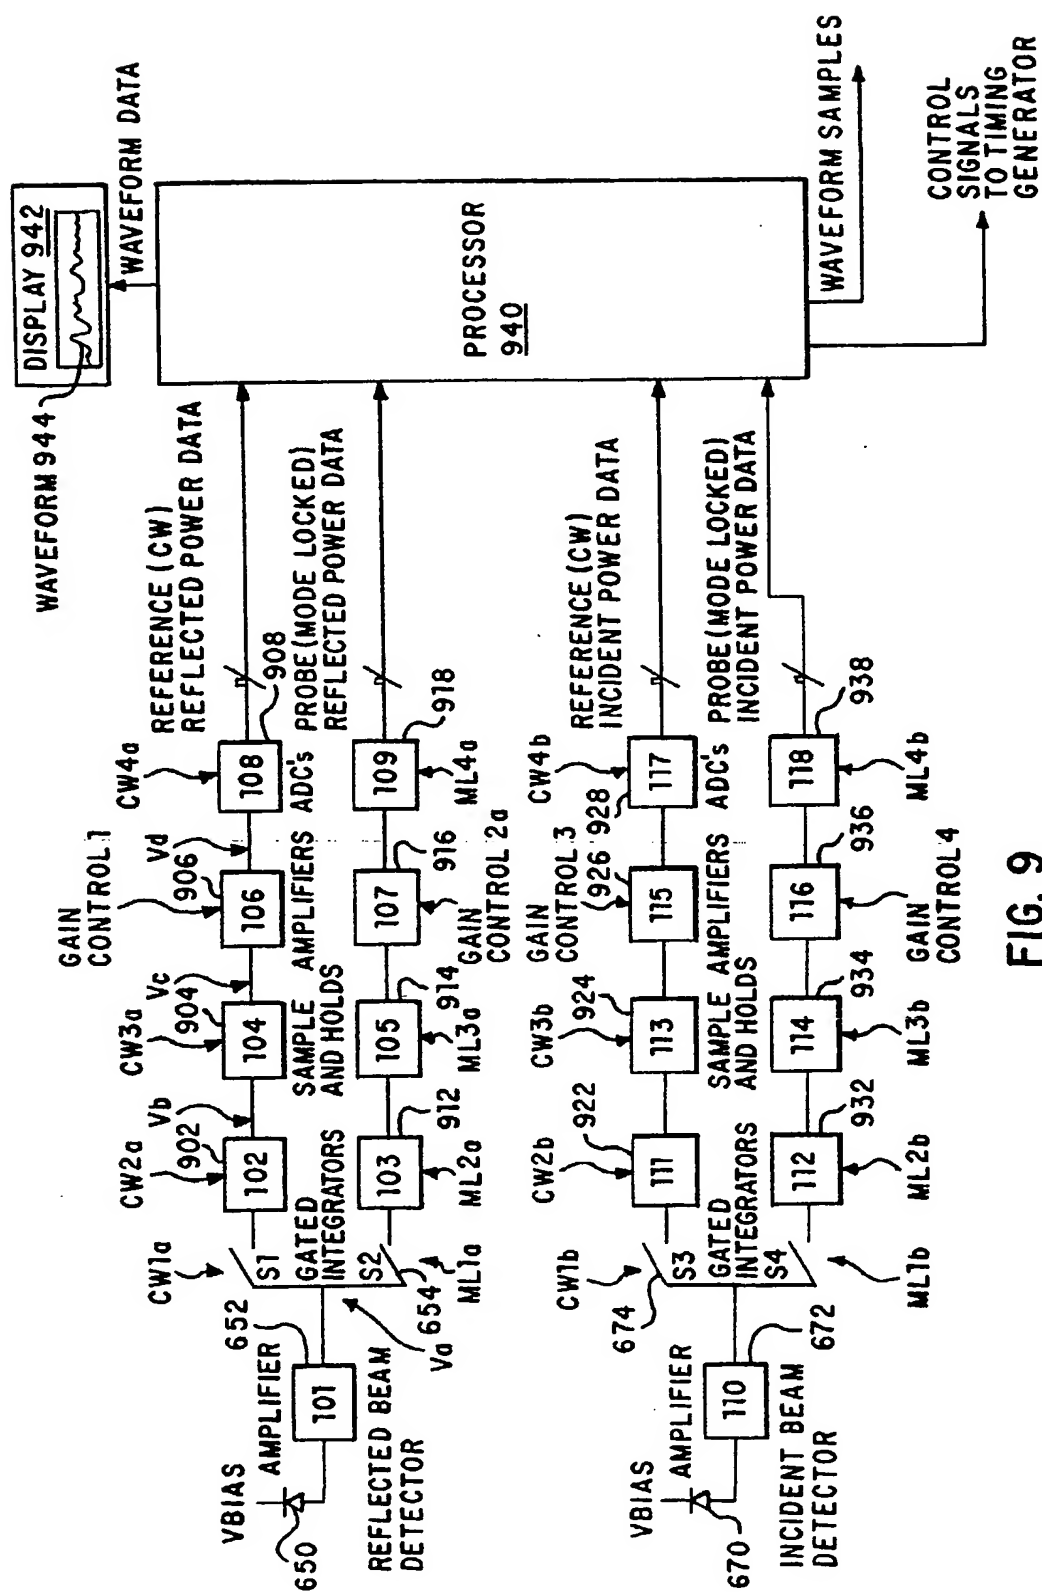 WAVEFORM 944
DISPLAY 942
WAVEFORM DATA
PROCESSOR
940
WAVEFORM SAMPLES
CONTROL
SIGNALS
TO TIMING
GENERATOR
VBIAS
650
AMPLIFIER
652
101
REFLECTED BEAM
DETECTOR
Va
CW1a
S1
GATED
INTEGRATORS
S2
654
ML1a
CW2a
902
102
Vb
103
912
ML2a
CW3a
904
104
Vc
SAMPLE
AND HOLDS
105
914
ML3a
GAIN
CONTROL 1
906
106
Vd
AMPLIFIERS
107
916
GAIN
CONTROL 2a
CW4a
108
908
ADC's
109
918
ML4a
REFERENCE (CW)
REFLECTED POWER DATA
PROBE (MODE LOCKED)
REFLECTED POWER DATA
VBIAS
670
AMPLIFIER
110
672
INCIDENT BEAM
DETECTOR
CW1b
674
S3
GATED
INTEGRATORS
S4
ML1b
CW2b
922
111
112
932
ML2b
CW3b
924
113
SAMPLE
AND HOLDS
114
934
ML3b
GAIN
CONTROL 3
926
115
AMPLIFIERS
116
936
GAIN
CONTROL 4
CW4b
928
117
ADC's
118
938
ML4b
REFERENCE (CW)
INCIDENT POWER DATA
PROBE (MODE LOCKED)
INCIDENT POWER DATA
FIG. 9